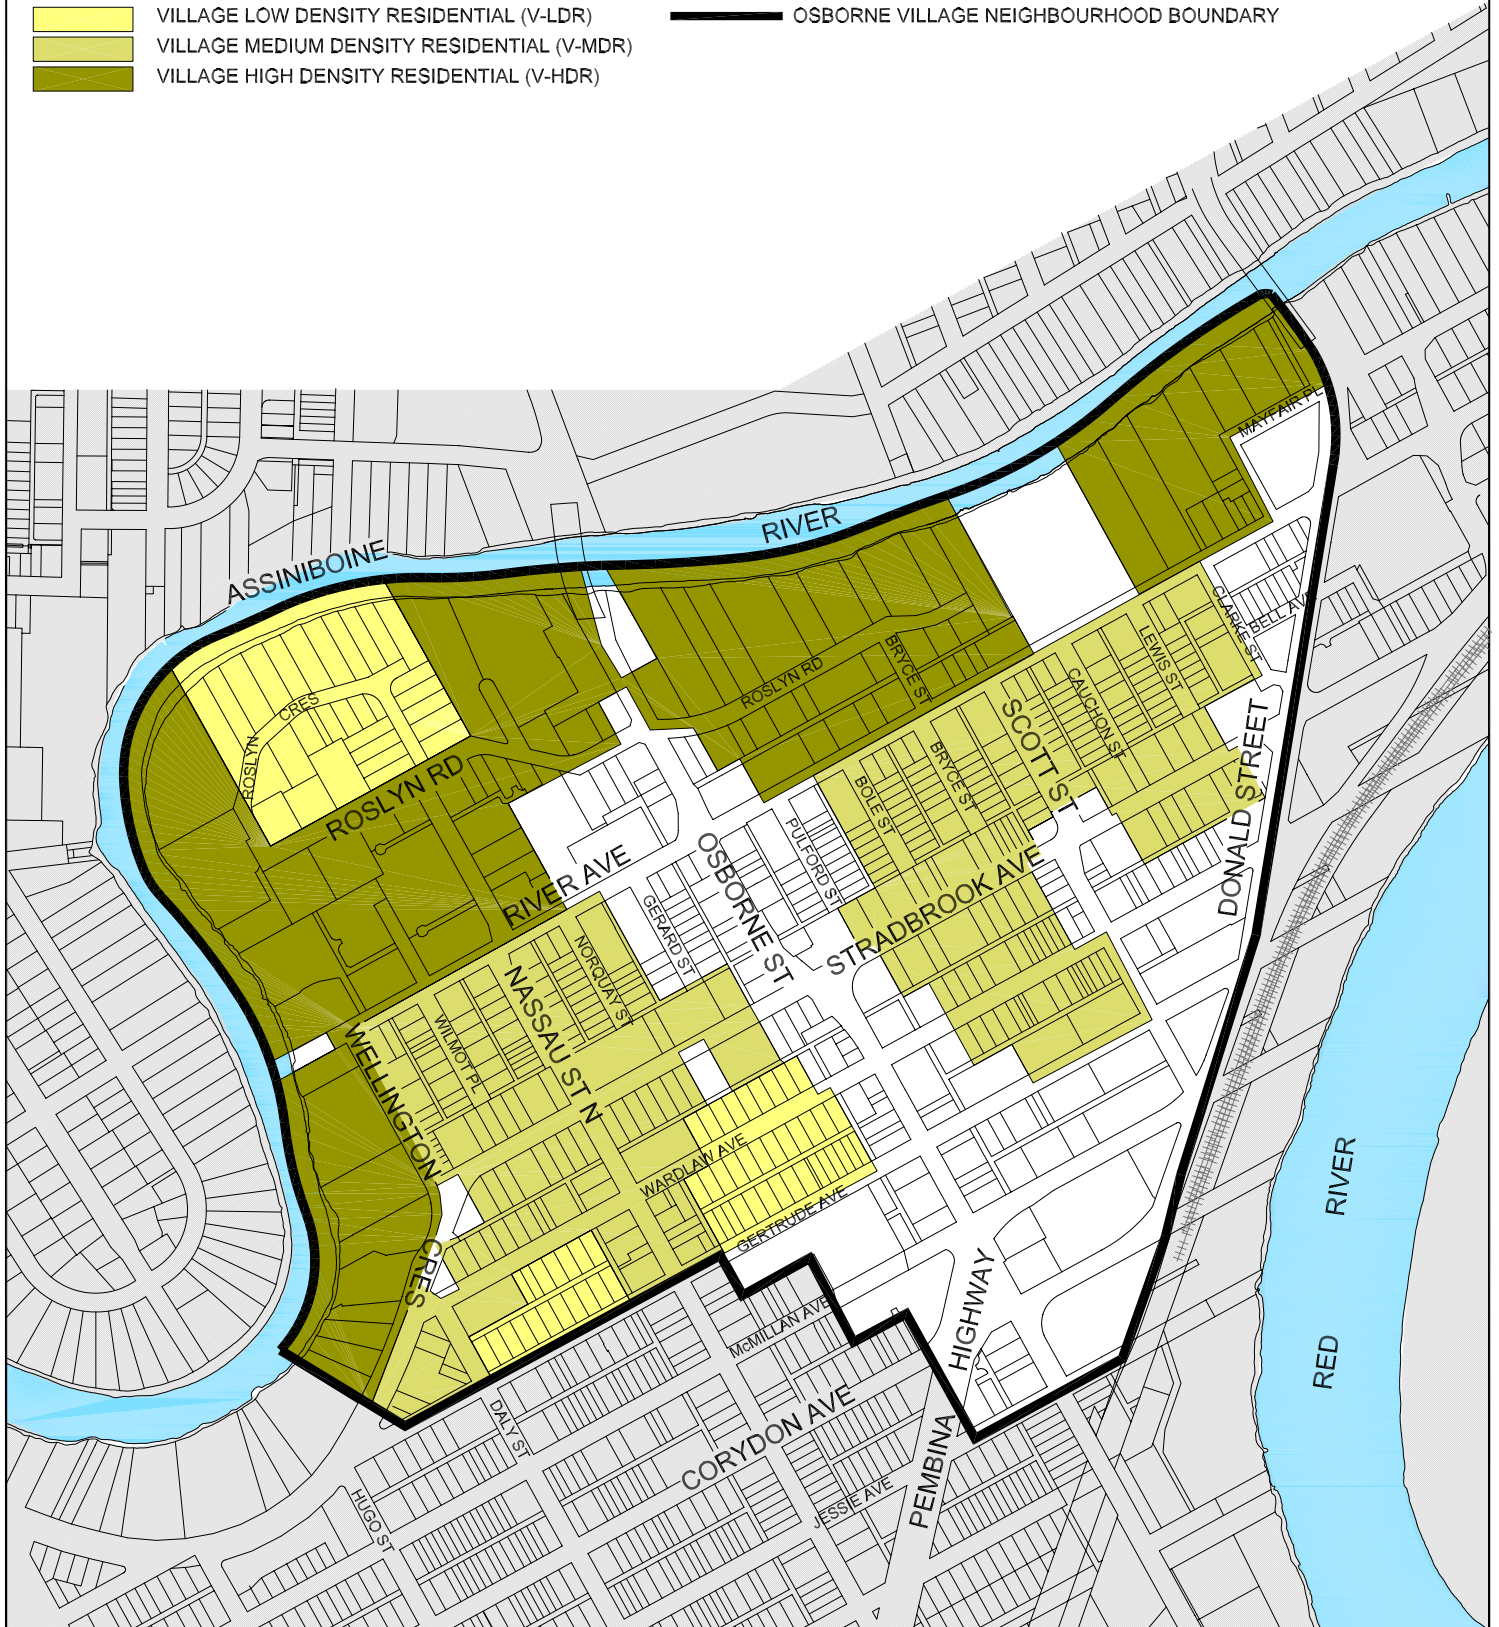 VILLAGE LOW DENSITY RESIDENTIAL (V-LDR)
OSBORNE VILLAGE NEIGHBOURHOOD BOUNDARY
VILLAGE MEDIUM DENSITY RESIDENTIAL (V-MDR)
VILLAGE HIGH DENSITY RESIDENTIAL (V-HDR)
MAYFAIR PL
RIVER
ASSINIBOINE
CLARKE ST
BELL AVE
LEWIS ST
BRYCE ST
ROSLYN RD
CAUCHON ST
CRES
SCOTT ST
ROSLYN
ROSLYN RD
BRYCE ST
BOLE ST
DONALD STREET
PULFORD ST
OSBORNE ST
RIVER AVE
STRADBROOK AVE
GERARD ST
NORQUAY ST
NASSAU ST N
WILMOT PL
WELLINGTON
WARDLAW AVE
RIVER
GERTRUDE AVE
CRES
HIGHWAY
McMILLAN AVE
RED
DALY ST
CORYDON AVE
PEMBINA
JESSIE AVE
HUGO ST